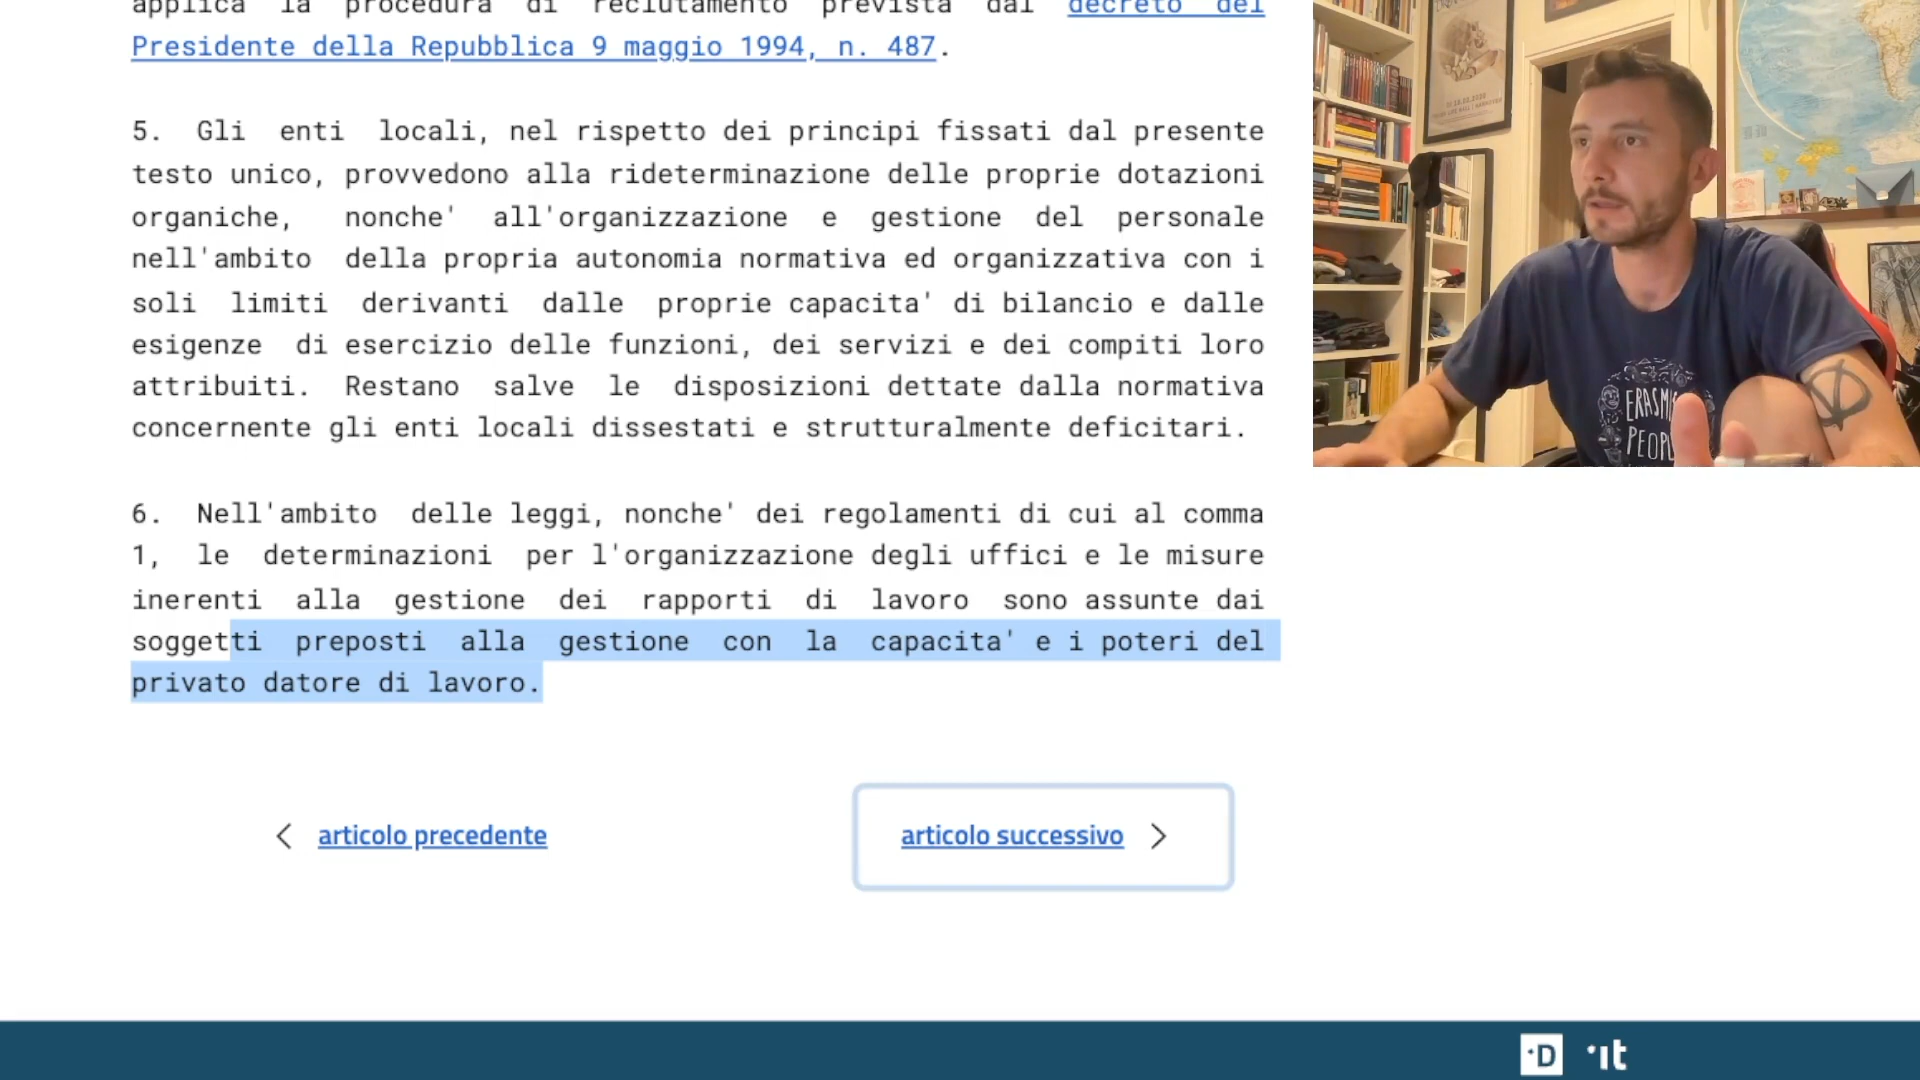 applica la procedura di reclutamento prevista dal decreto del
Presidente della Repubblica 9 maggio 1994, n. 487.
5. Gli enti locali, nel rispetto dei principi fissati dal presente
testo unico, provvedono alla rideterminazione delle proprie dotazioni
organiche, nonche' all'organizzazione e gestione del personale
nell'ambito della propria autonomia normativa ed organizzativa con i
soli limiti derivanti dalle proprie capacita' di bilancio e dalle
esigenze di esercizio delle funzioni, dei servizi e dei compiti loro
attribuiti. Restano salve le disposizioni dettate dalla normativa
concernente gli enti locali dissestati e strutturalmente deficitari.
6. Nell'ambito delle leggi, nonche' dei regolamenti di cui al comma
1, le determinazioni per l'organizzazione degli uffici e le misure
inerenti alla gestione dei rapporti di lavoro sono assunte dai
soggetti preposti alla gestione con la capacita' e i poteri del
privato datore di lavoro.
articolo precedente
articolo successivo
D
it